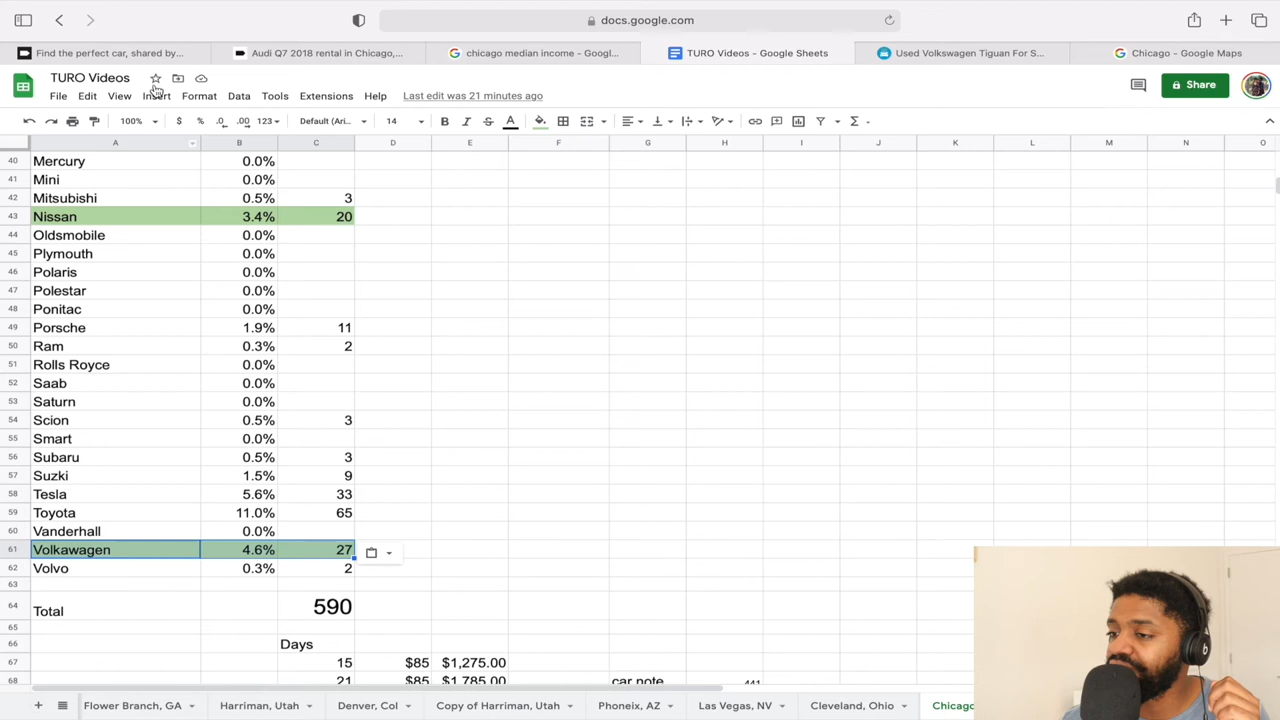 docs.google.com
Find the perfect car, shared by...
Audi Q7 2018 rental in Chicago,...
chicago median income - Googl...
TURO Videos - Google Sheets
Used Volkswagen Tiguan For S...
Chicago - Google Maps
TURO Videos
File Edit View Insert Format Data Tools Extensions Help Last edit was 21 minutes ago
Share
100% $ % .0 .00 123 Default (Ari... 14 B I S A
A B C D E F G H I J K L M N O
40 Mercury 0.0%
41 Mini 0.0%
42 Mitsubishi 0.5% 3
43 Nissan 3.4% 20
44 Oldsmobile 0.0%
45 Plymouth 0.0%
46 Polaris 0.0%
47 Polestar 0.0%
48 Ponitac 0.0%
49 Porsche 1.9% 11
50 Ram 0.3% 2
51 Rolls Royce 0.0%
52 Saab 0.0%
53 Saturn 0.0%
54 Scion 0.5% 3
55 Smart 0.0%
56 Subaru 0.5% 3
57 Suzki 1.5% 9
58 Tesla 5.6% 33
59 Toyota 11.0% 65
60 Vanderhall 0.0%
61 Volkawagen 4.6% 27
62 Volvo 0.3% 2
63
64 Total 590
65
66 Days
67 15 $85 $1,275.00
68 21 $85 $1,785.00 car note 441
Flower Branch, GA Harriman, Utah Denver, Col Copy of Harriman, Utah Phoneix, AZ Las Vegas, NV Cleveland, Ohio Chicago